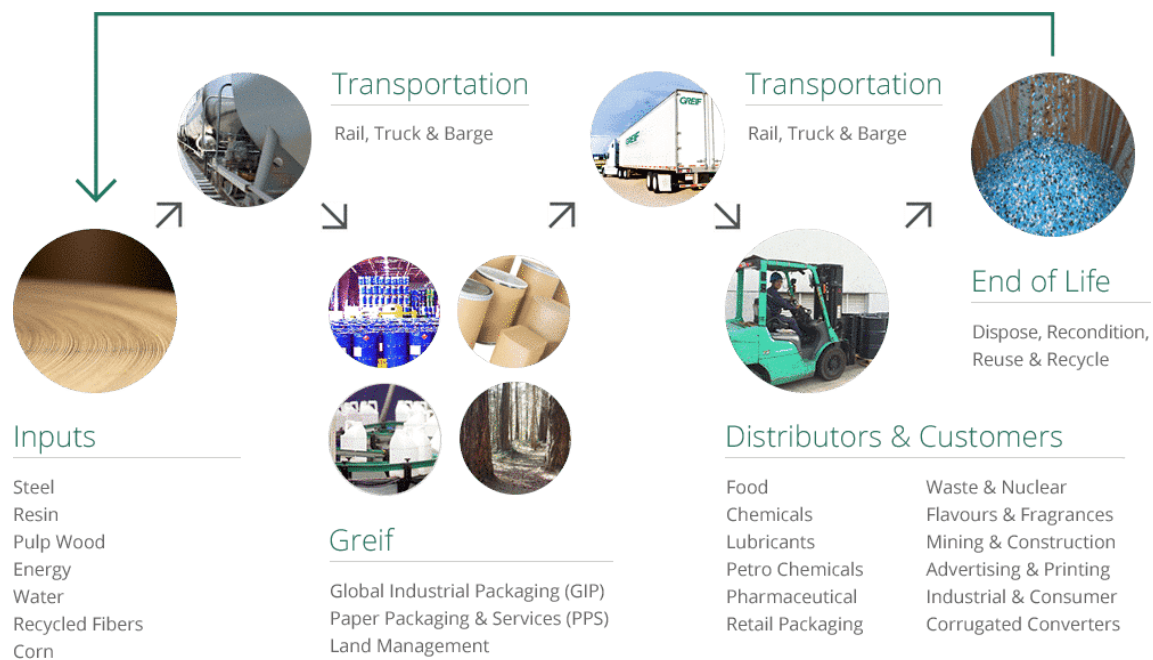 Transportation
Rail, Truck & Barge
GREIF
GREIF
Transportation
Rail, Truck & Barge
End of Life
Dispose, Recondition,
Reuse & Recycle
Inputs
Steel
Resin
Pulp Wood
Energy
Water
Recycled Fibers
Corn
Greif
Global Industrial Packaging (GIP)
Paper Packaging & Services (PPS)
Land Management
Distributors & Customers
Food
Chemicals
Lubricants
Petro Chemicals
Pharmaceutical
Retail Packaging
Waste & Nuclear
Flavours & Fragrances
Mining & Construction
Advertising & Printing
Industrial & Consumer
Corrugated Converters